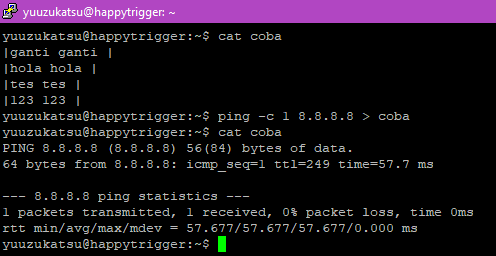 yuuzukatsu@happytrigger: ~
yuuzukatsu@happytrigger:~$ cat coba
|ganti ganti |
|hola hola |
|tes tes |
|123 123 |
yuuzukatsu@happytrigger:~$ ping -c 1 8.8.8.8 > coba
yuuzukatsu@happytrigger:~$ cat coba
PING 8.8.8.8 (8.8.8.8) 56(84) bytes of data.
64 bytes from 8.8.8.8: icmp_seq=1 ttl=249 time=57.7 ms

--- 8.8.8.8 ping statistics ---
1 packets transmitted, 1 received, 0% packet loss, time 0ms
rtt min/avg/max/mdev = 57.677/57.677/57.677/0.000 ms
yuuzukatsu@happytrigger:~$